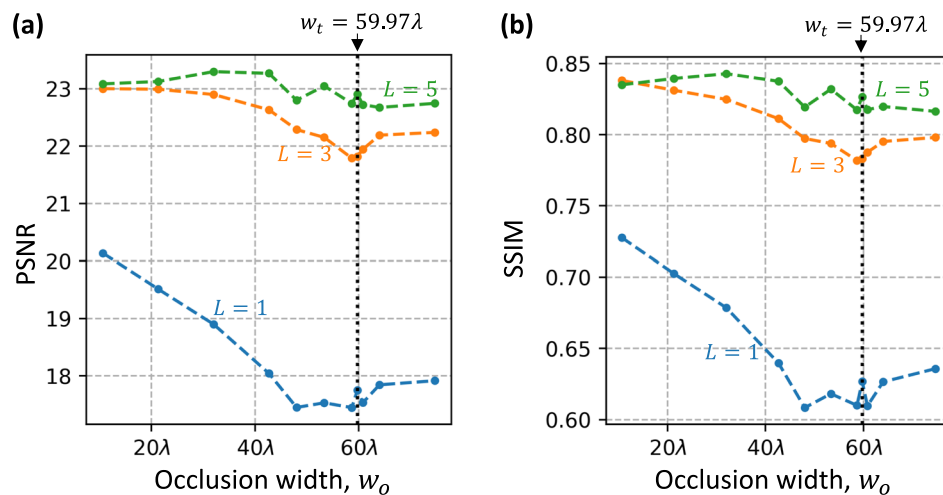 (a)
w_t = 59.97λ
PSNR
23
22
21
20
19
18
L = 5
L = 3
L = 1
20λ
40λ
60λ
Occlusion width, w_o
(b)
w_t = 59.97λ
SSIM
0.85
0.80
0.75
0.70
0.65
0.60
L = 5
L = 3
L = 1
20λ
40λ
60λ
Occlusion width, w_o